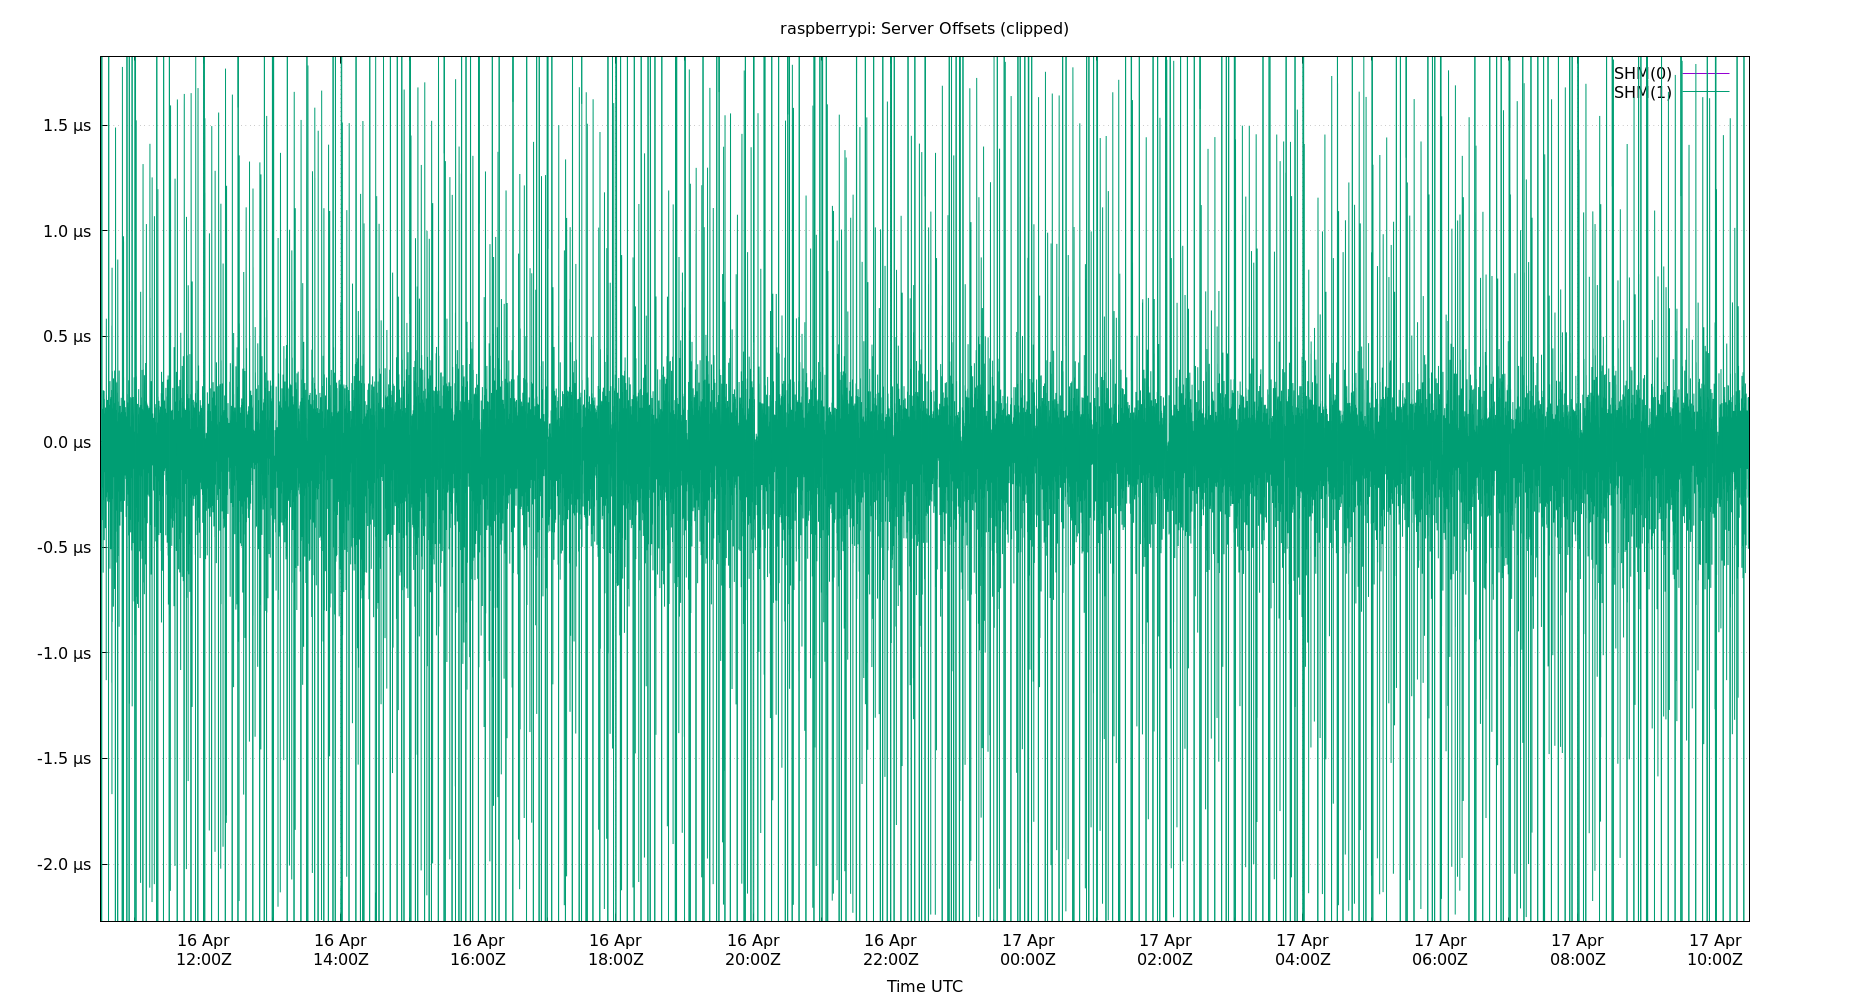 raspberrypi: Server Offsets (clipped)
SHM(0)
SHM(1)
1.5 µs
1.0 µs
0.5 µs
0.0 µs
-0.5 µs
-1.0 µs
-1.5 µs
-2.0 µs
16 Apr 16 Apr 16 Apr 16 Apr 16 Apr 16 Apr 17 Apr 17 Apr 17 Apr 17 Apr 17 Apr 17 Apr
12:00Z 14:00Z 16:00Z 18:00Z 20:00Z 22:00Z 00:00Z 02:00Z 04:00Z 06:00Z 08:00Z 10:00Z
Time UTC